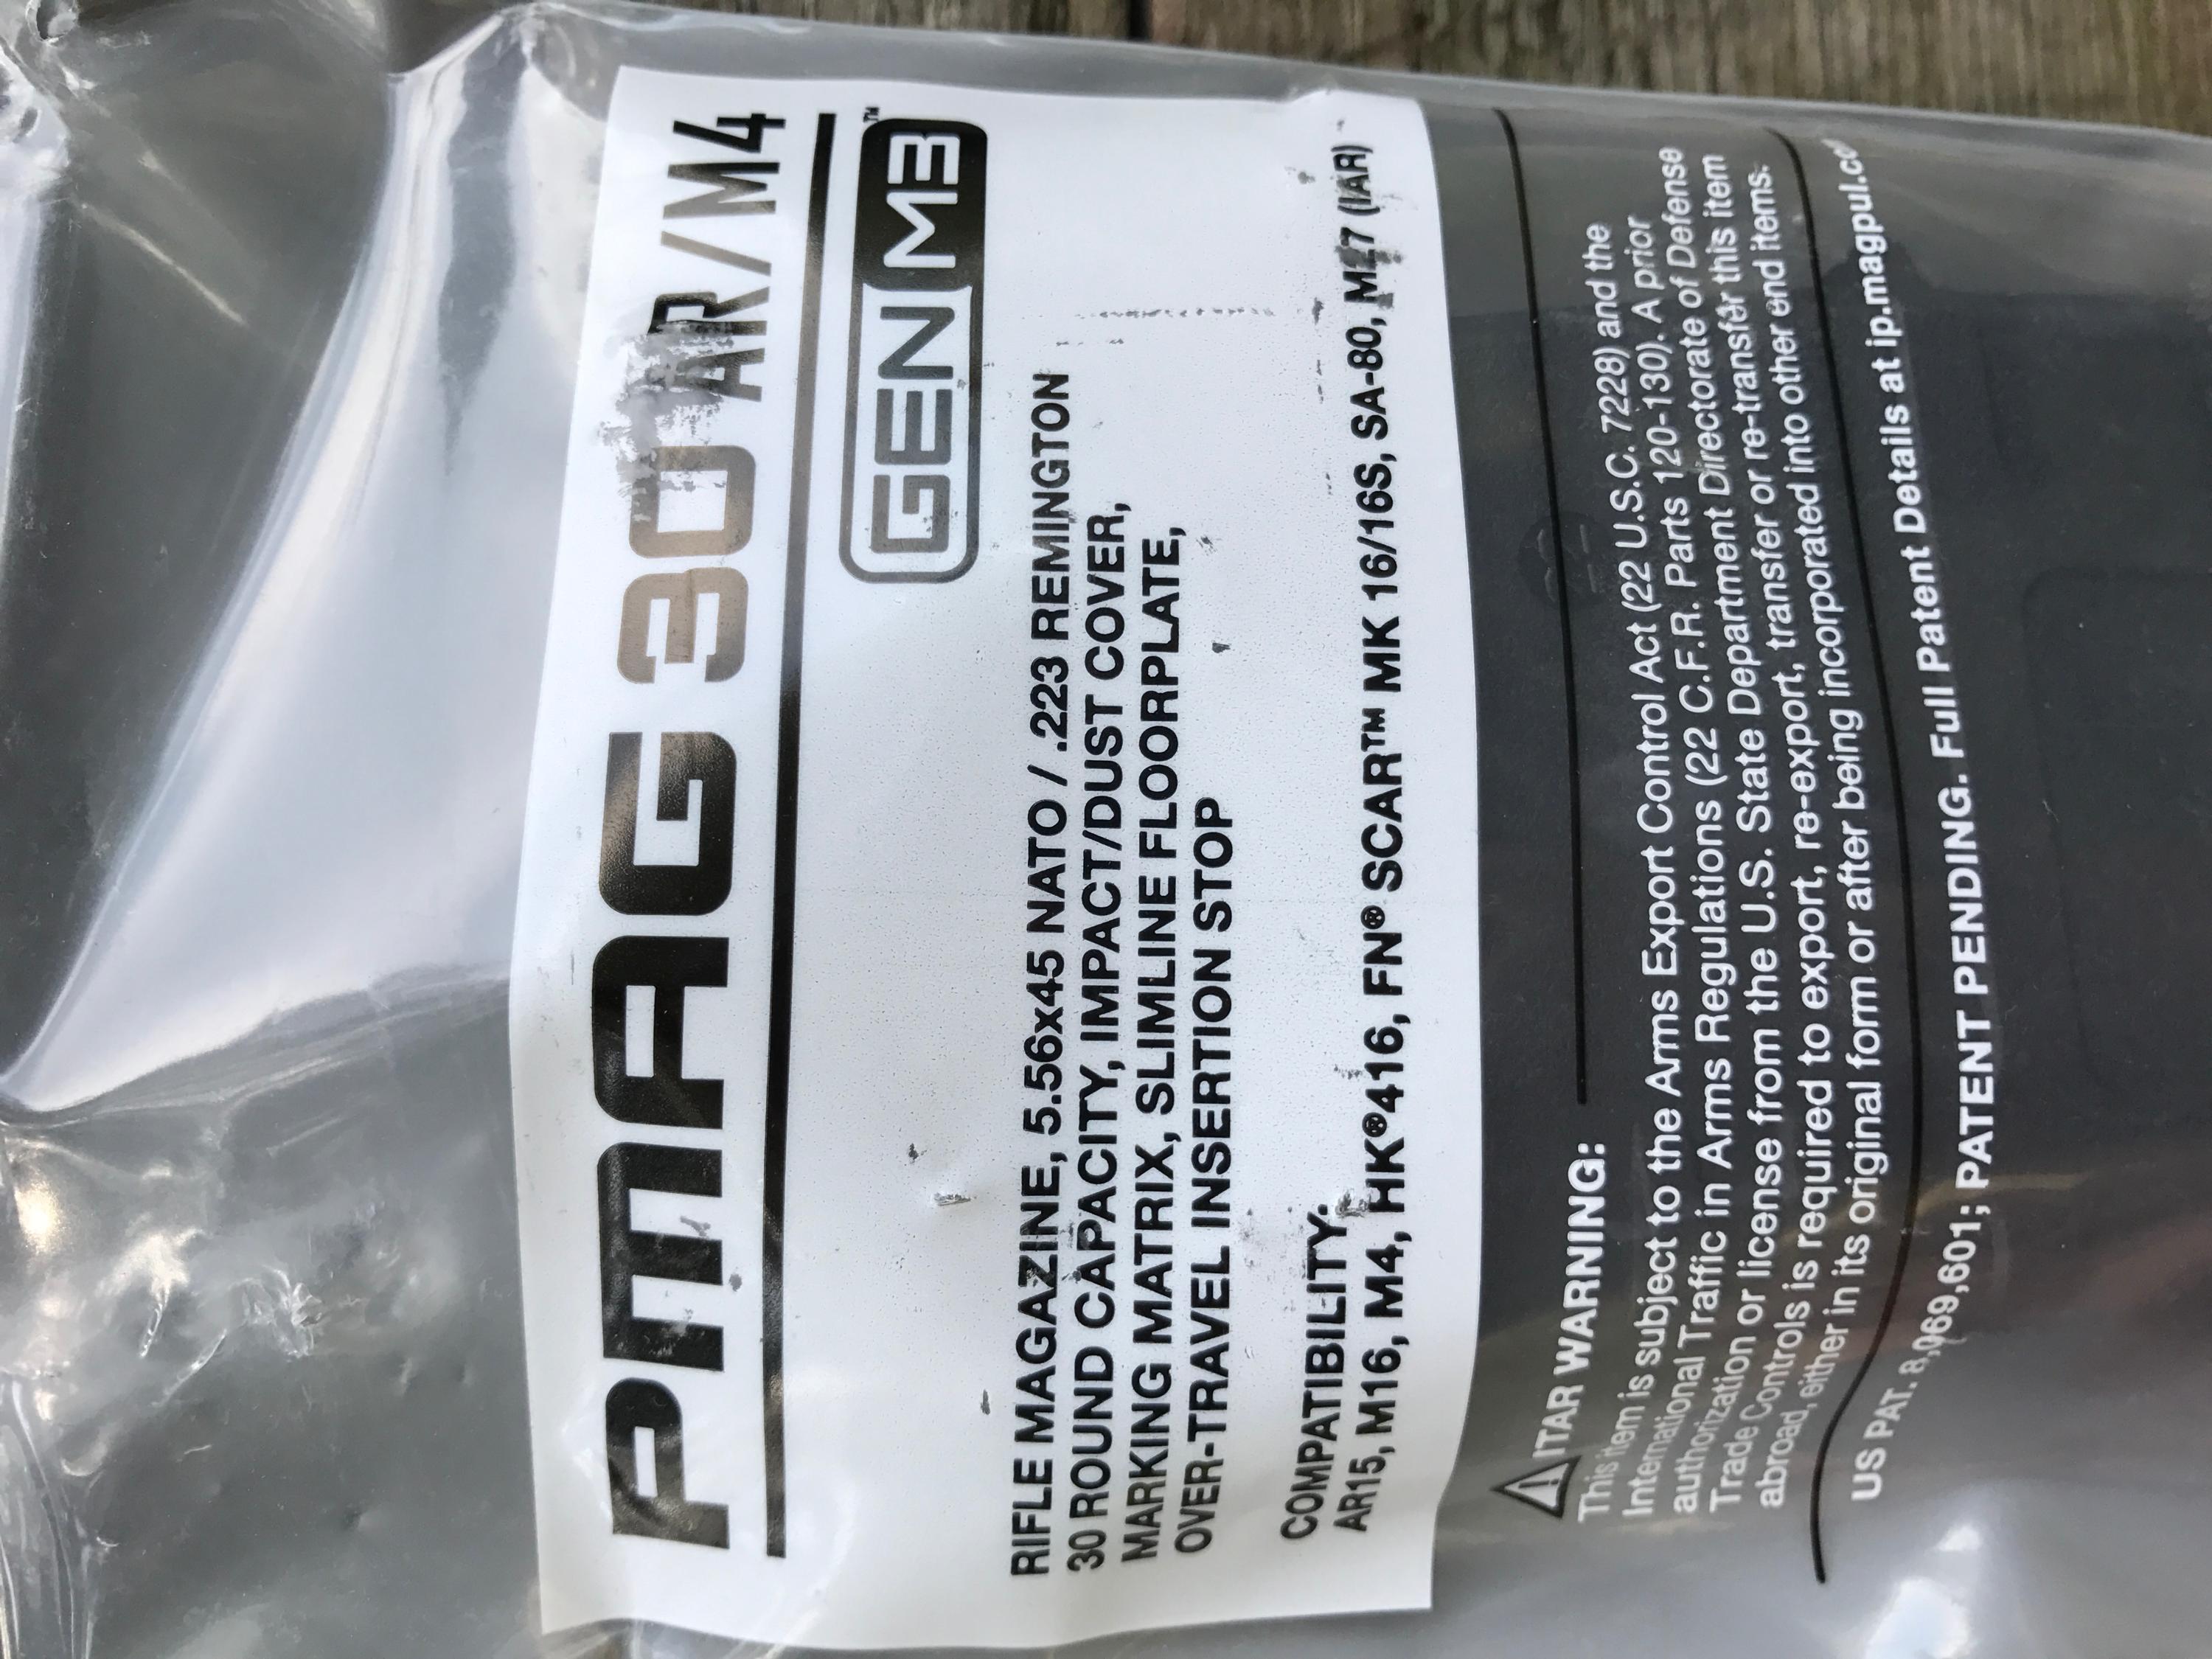 PMAG 30 AR/M4
GEN M3™
RIFLE MAGAZINE, 5.56x45 NATO / .223 REMINGTON
30 ROUND CAPACITY, IMPACT/DUST COVER,
MARKING MATRIX, SLIMLINE FLOORPLATE,
OVER-TRAVEL INSERTION STOP
COMPATIBILITY:
AR15, M16, M4, HK®416, FN® SCAR™ MK 16/16S, SA-80, M27 (IAR)
ITAR WARNING:
This item is subject to the Arms Export Control Act (22 U.S.C. 7228) and the
International Traffic in Arms Regulations (22 C.F.R. Parts 120-130). A prior
authorization or license from the U.S. State Department Directorate of Defense
Trade Controls is required to export, re-export, transfer or re-transfer this item
abroad, either in its original form or after being incorporated into other end items.
US PAT. 8,069,601; PATENT PENDING. Full Patent Details at ip.magpul.co